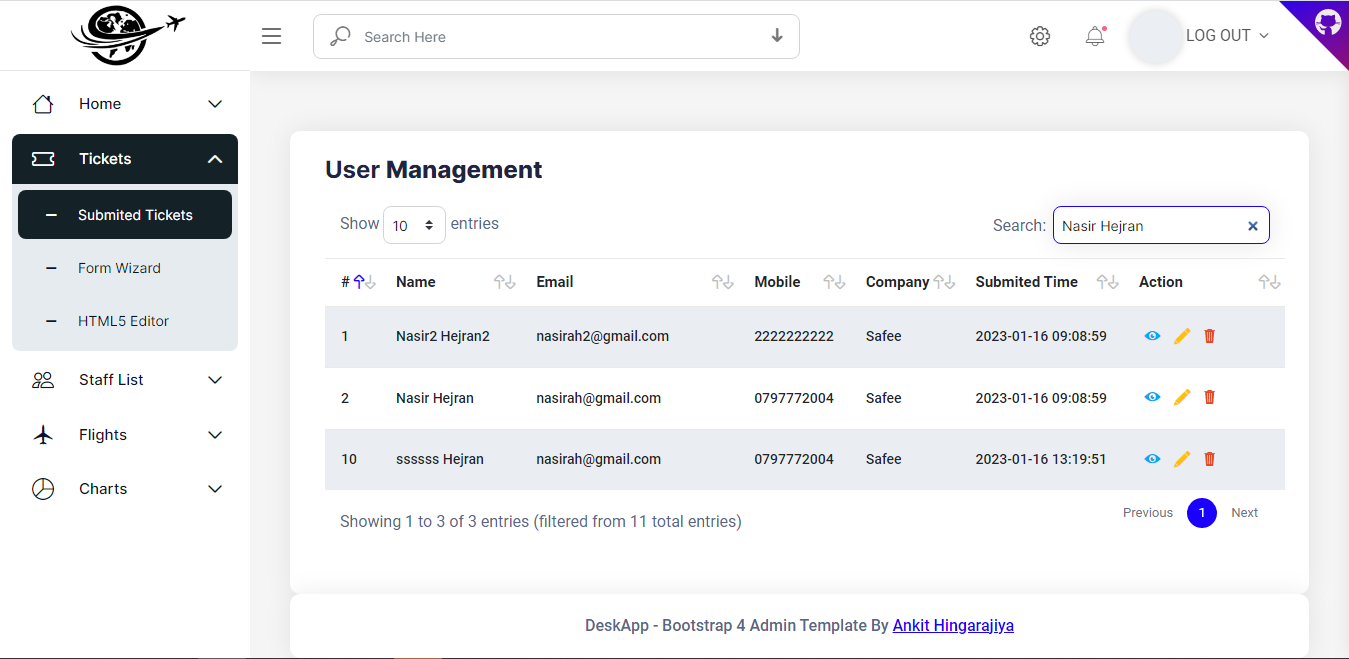 Search Here
LOG OUT
Home
Tickets
Submited Tickets
Form Wizard
HTML5 Editor
Staff List
Flights
Charts
User Management
Show 10 entries
Search: Nasir Hejran
# Name Email Mobile Company Submited Time Action
1 Nasir2 Hejran2 nasirah2@gmail.com 2222222222 Safee 2023-01-16 09:08:59
2 Nasir Hejran nasirah@gmail.com 0797772004 Safee 2023-01-16 09:08:59
10 ssssss Hejran nasirah@gmail.com 0797772004 Safee 2023-01-16 13:19:51
Showing 1 to 3 of 3 entries (filtered from 11 total entries)
Previous 1 Next
DeskApp - Bootstrap 4 Admin Template By Ankit Hingarajiya